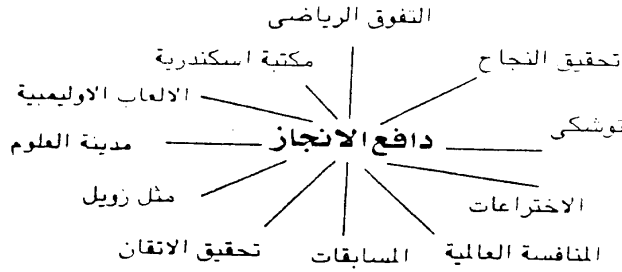 التفوق الرياضى
مكتبة اسكندرية
تحقيق النجاح
الالعاب الاوليمبية
توشكى
دافع الانجاز
مدينة العلوم
مثل زويل
الاختراعات
تحقيق الاتقان
المسابقات
المنافسة العالمية